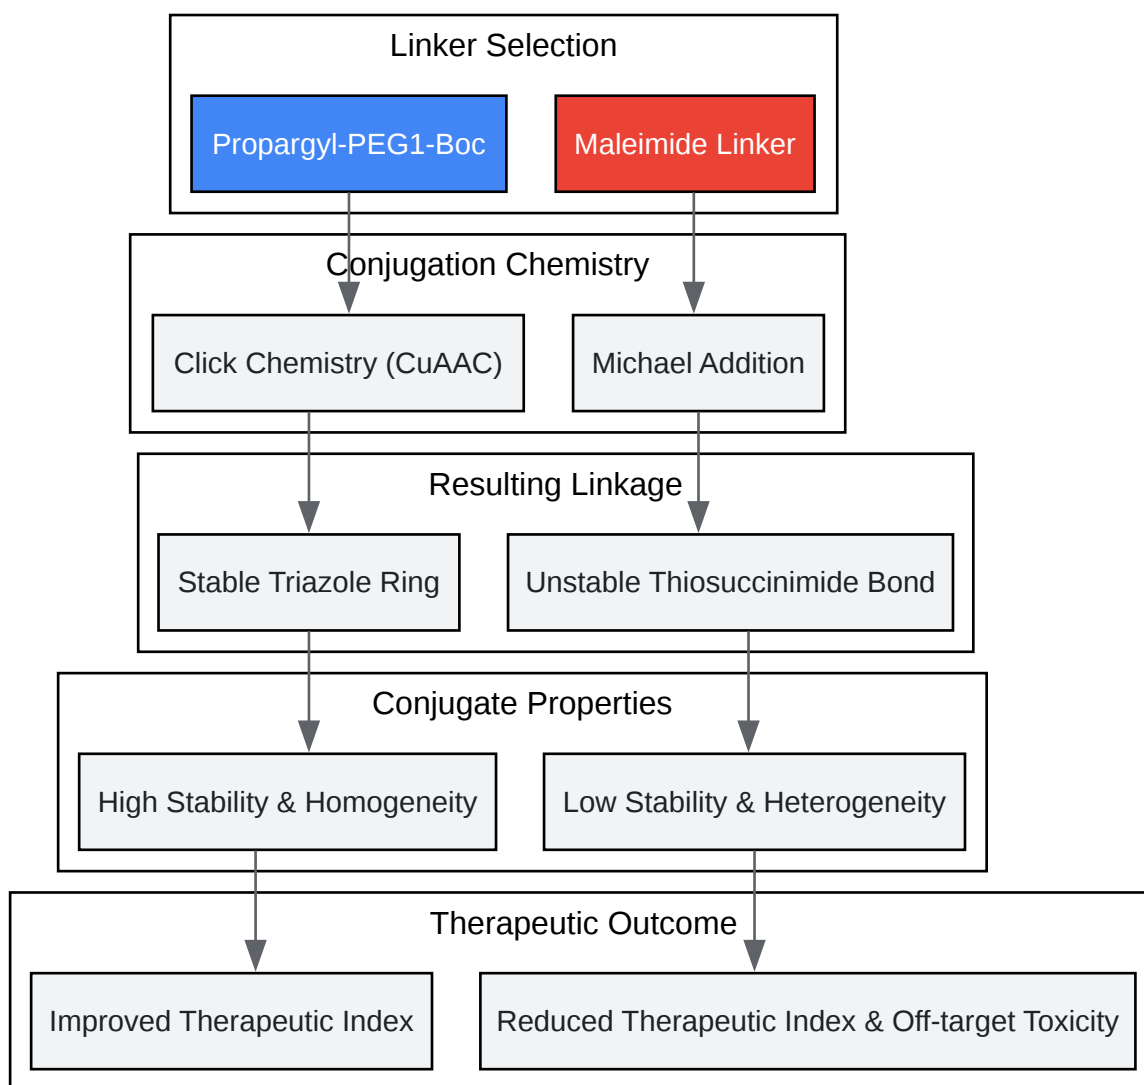 Linker Selection
Propargyl-PEG1-Boc
Maleimide Linker
Conjugation Chemistry
Click Chemistry (CuAAC)
Michael Addition
Resulting Linkage
Stable Triazole Ring
Unstable Thiosuccinimide Bond
Conjugate Properties
High Stability & Homogeneity
Low Stability & Heterogeneity
Therapeutic Outcome
Improved Therapeutic Index
Reduced Therapeutic Index & Off-target Toxicity